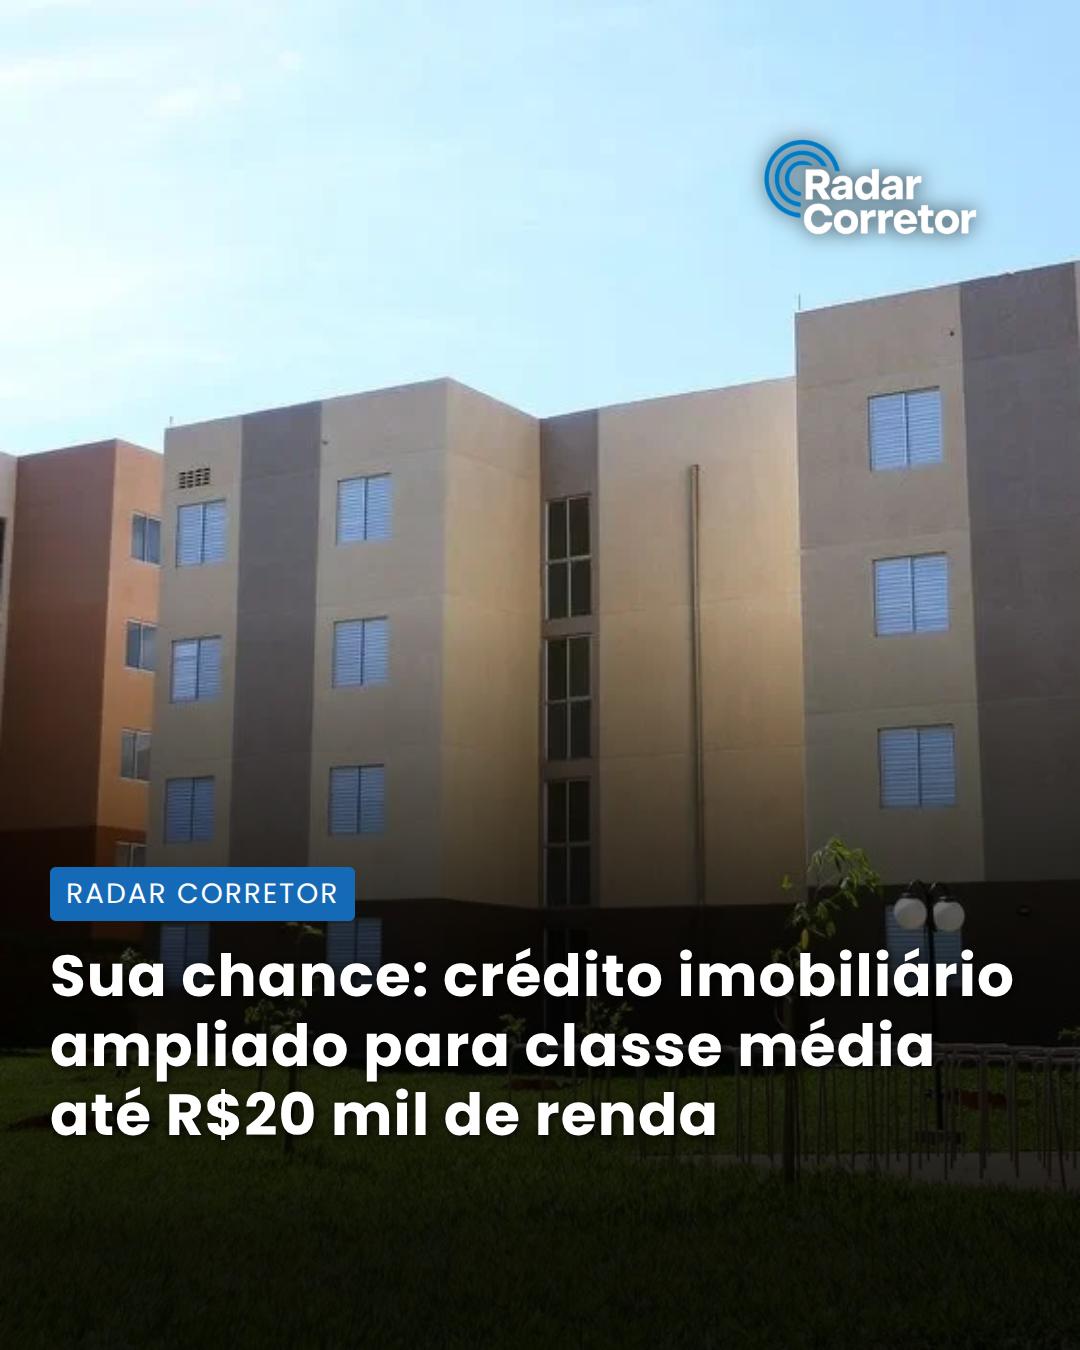 Radar
Corretor
RADAR CORRETOR
Sua chance: crédito imobiliário
ampliado para classe média
até R$20 mil de renda